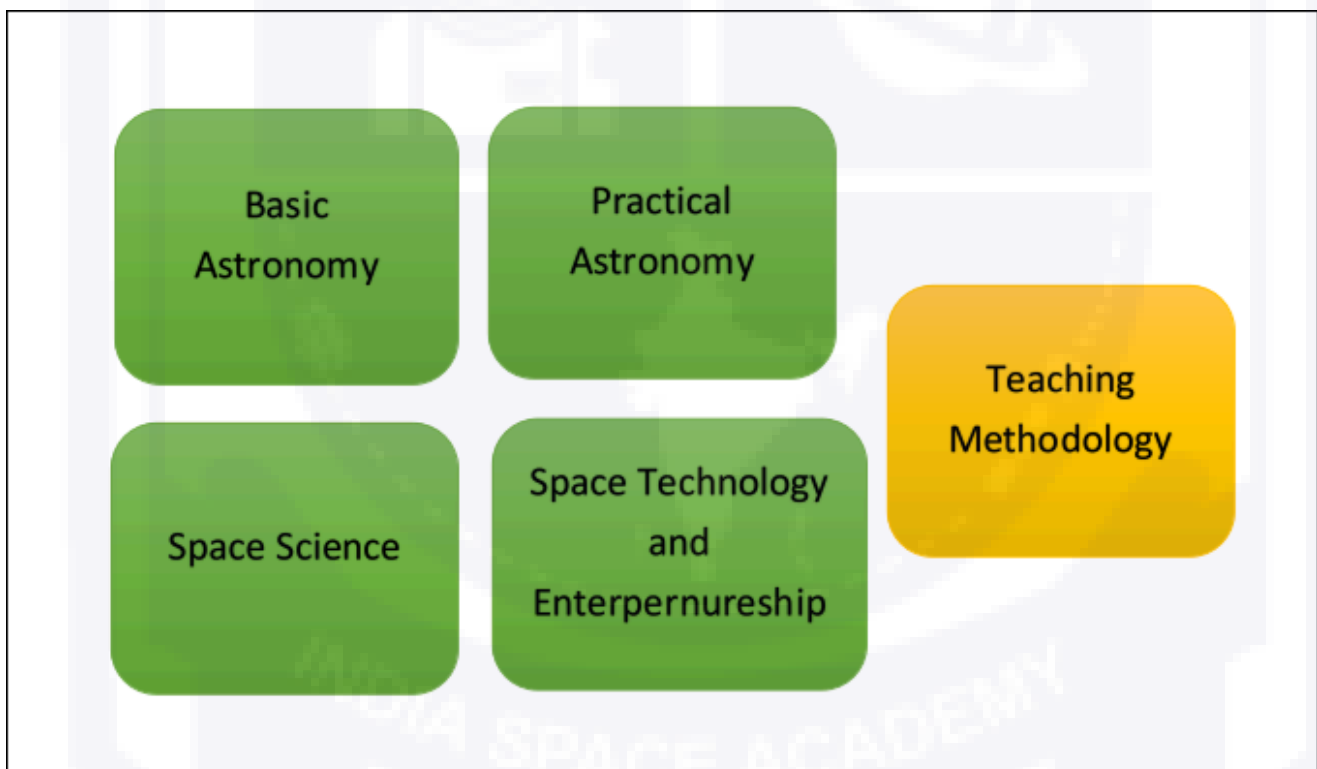 Basic
Astronomy
Practical
Astronomy
Space Science
Space Technology
and
Enterpernureship
Teaching
Methodology
INDIA SPACE ACADEMY